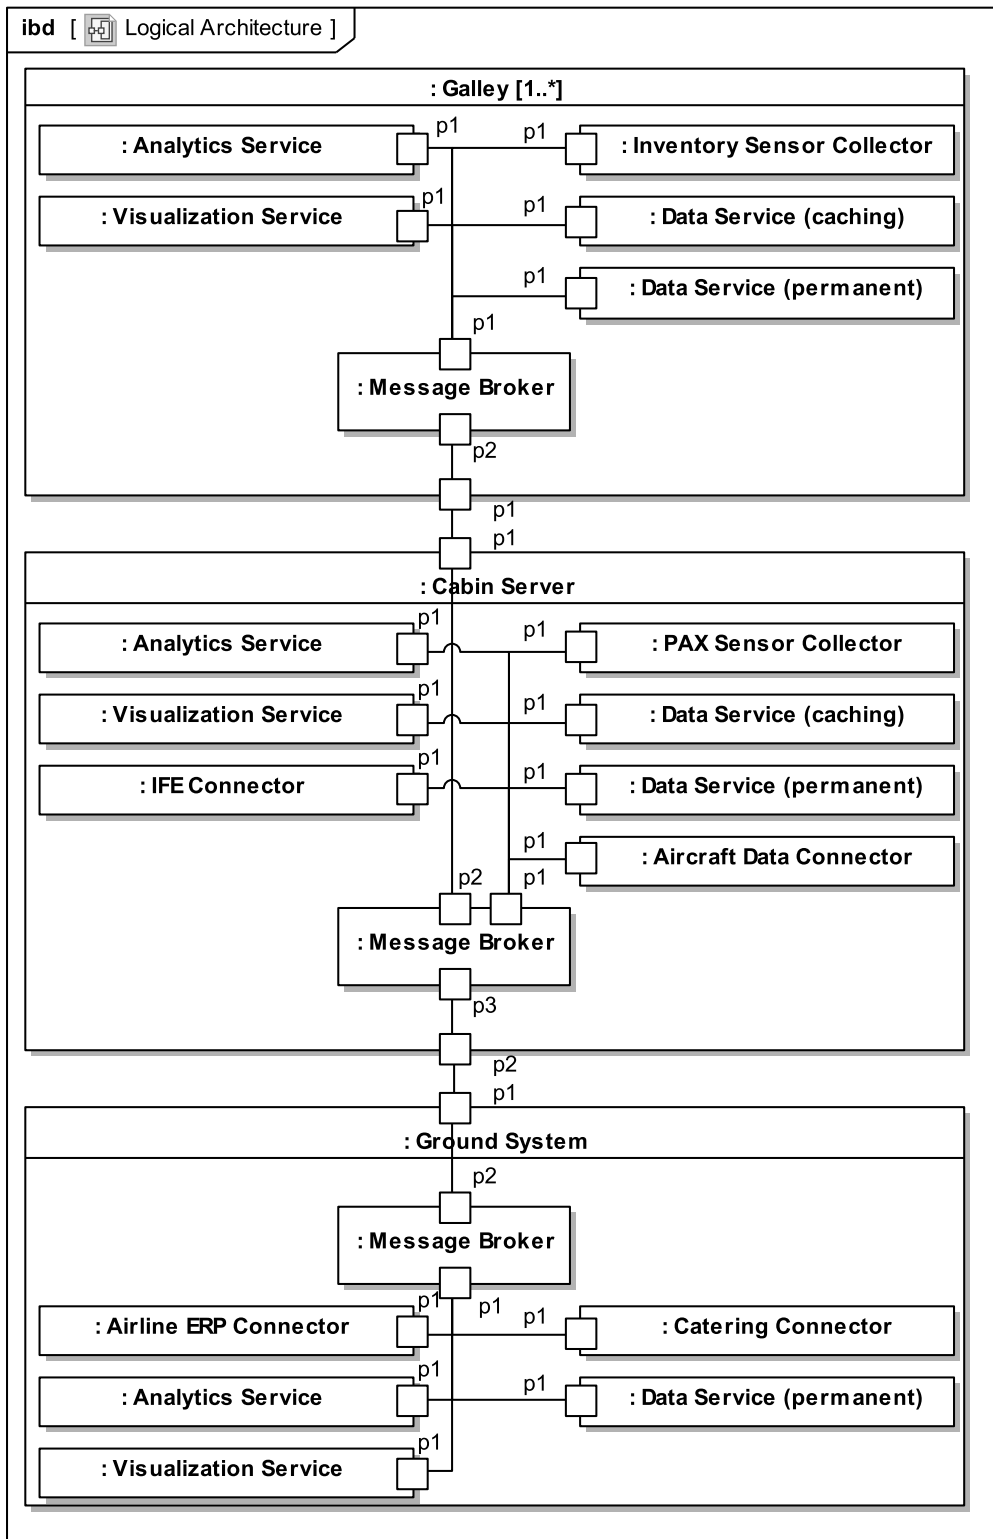 ibd [ Logical Architecture ]
: Galley [1..*]
p1 p1
: Analytics Service : Inventory Sensor Collector
p1 p1
: Visualization Service : Data Service (caching)
p1
: Data Service (permanent)
p1
: Message Broker
p2
p1
p1
: Cabin Server
p1 p1
: Analytics Service : PAX Sensor Collector
p1 p1
: Visualization Service : Data Service (caching)
p1 p1
: IFE Connector : Data Service (permanent)
p1
: Aircraft Data Connector
p2 p1
: Message Broker
p3
p2
p1
: Ground System
p2
: Message Broker
p1 p1 p1
: Airline ERP Connector : Catering Connector
p1 p1
: Analytics Service : Data Service (permanent)
p1
: Visualization Service